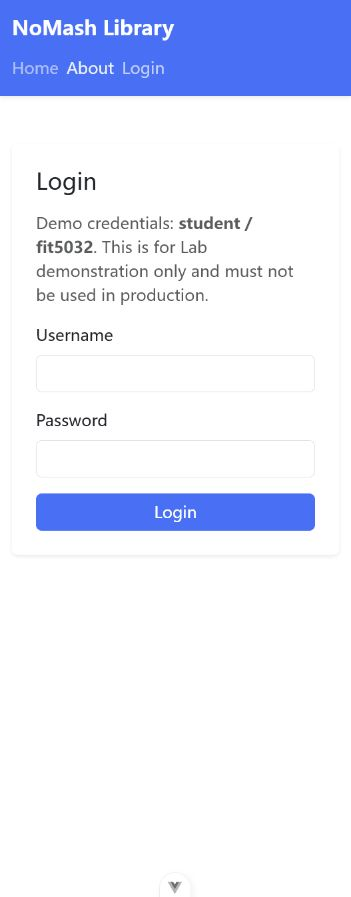 NoMash Library
Home About Login
Login
Demo credentials: student /
fit5032. This is for Lab
demonstration only and must not
be used in production.
Username
Password
Login